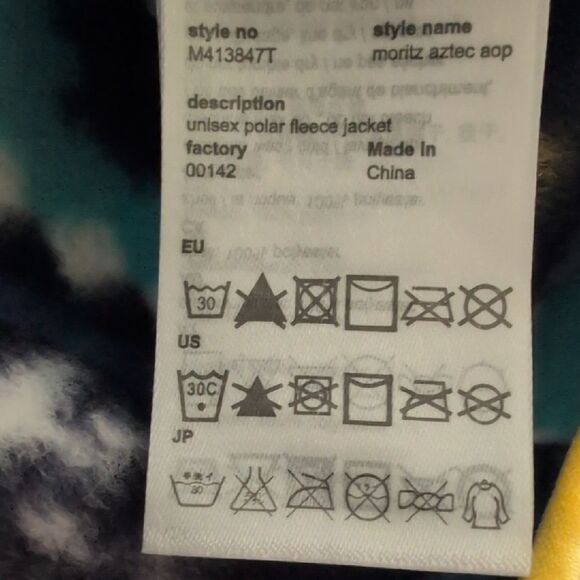 style no style name
M413847T moritz aztec aop
description
unisex polar fleece jacket
factory Made In
00142 China
EU
30
US
30C
JP
30